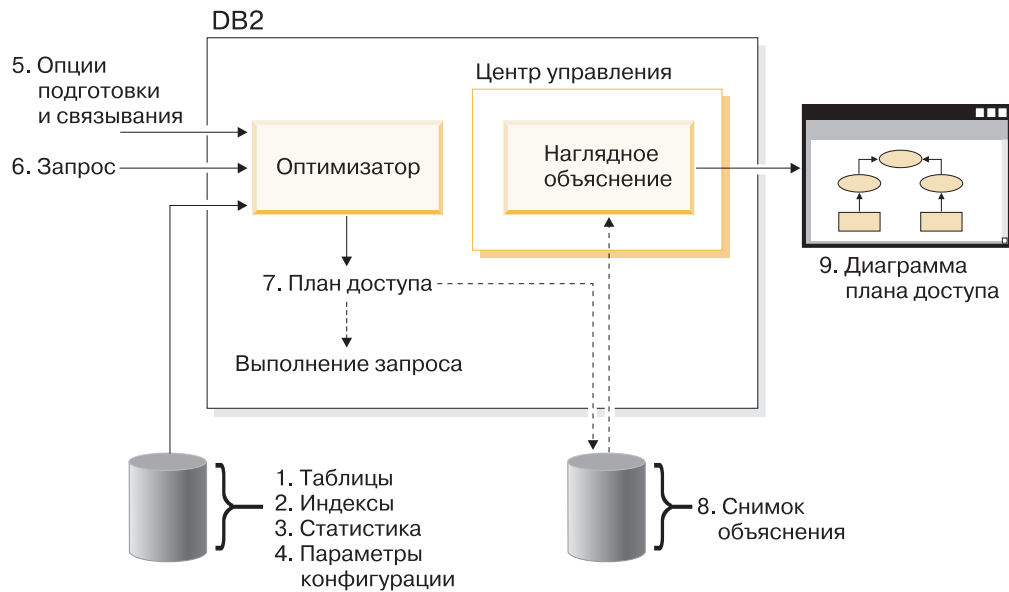 DB2
5. Опции
подготовки
и связывания
6. Запрос
Оптимизатор
Центр управления
Наглядное
объяснение
7. План доступа
Выполнение запроса
9. Диаграмма
плана доступа
1. Таблицы
2. Индексы
3. Статистика
4. Параметры
конфигурации
8. Снимок
объяснения